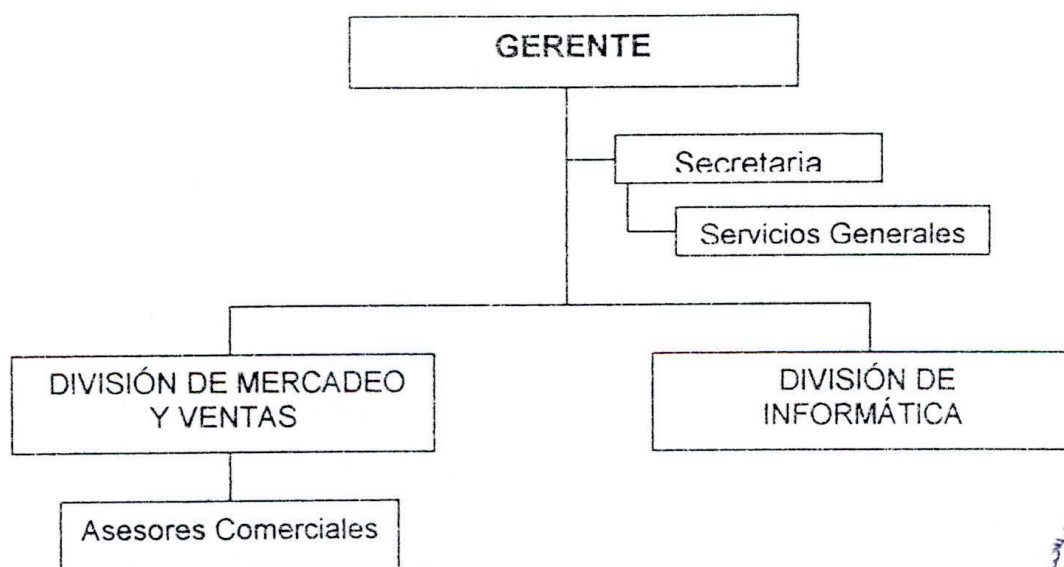 GERENTE
Secretaria
Servicios Generales
DIVISIÓN DE MERCADEO
Y VENTAS
DIVISIÓN DE
INFORMÁTICA
Asesores Comerciales